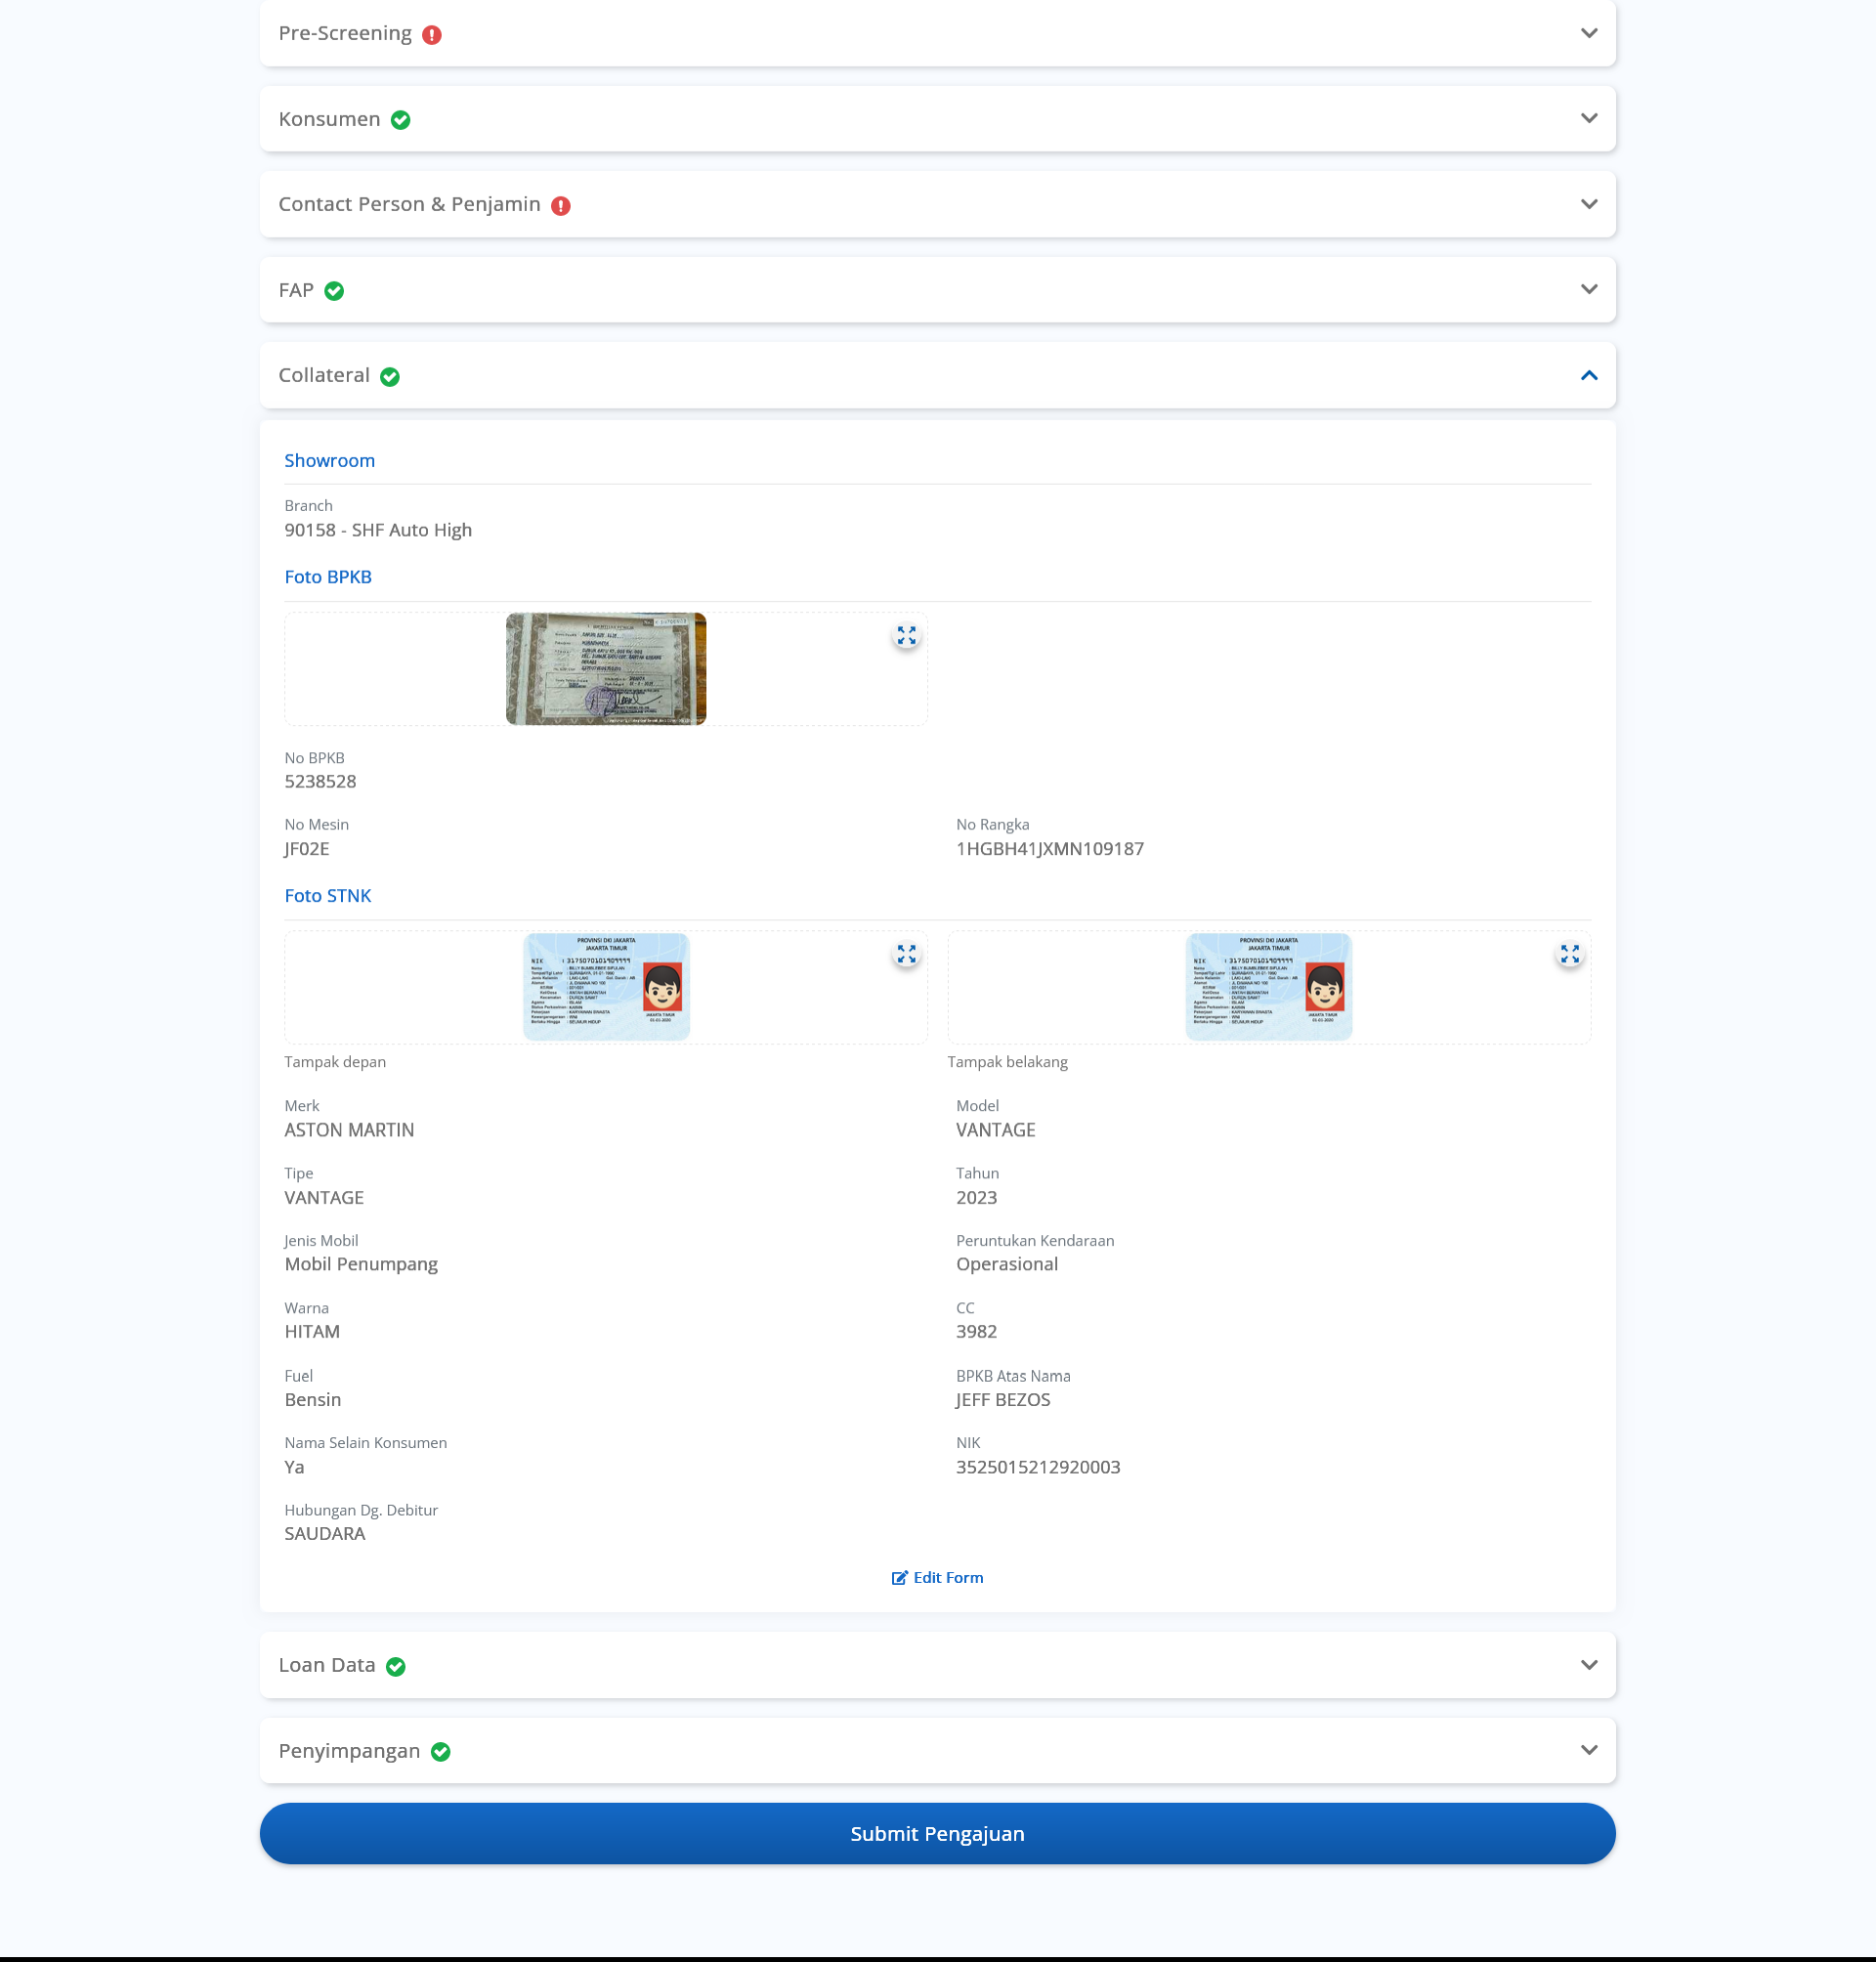 Pre-Screening
Konsumen
Contact Person & Penjamin
FAP
Collateral
Showroom
Branch
90158 - SHF Auto High
Foto BPKB
No BPKB
5238528
No Mesin
JF02E
No Rangka
1HGBH41JXMN109187
Foto STNK
PROVINSI DKI JAKARTA
JAKARTA TIMUR
NIK
PROVINSI DKI JAKARTA
JAKARTA TIMUR
NIK
Tampak depan
Tampak belakang
Merk
ASTON MARTIN
Model
VANTAGE
Tipe
VANTAGE
Tahun
2023
Jenis Mobil
Mobil Penumpang
Peruntukan Kendaraan
Operasional
Warna
HITAM
CC
3982
Fuel
Bensin
BPKB Atas Nama
JEFF BEZOS
Nama Selain Konsumen
Ya
NIK
3525015212920003
Hubungan Dg. Debitur
SAUDARA
Edit Form
Loan Data
Penyimpangan
Submit Pengajuan